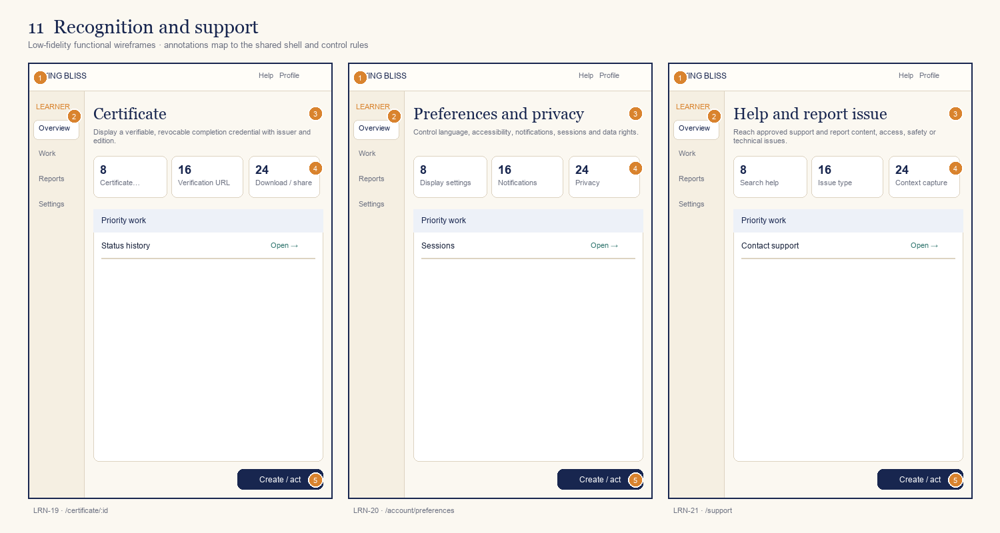 11 Recognition and support
Low-fidelity functional wireframes · annotations map to the shared shell and control rules
1 ING BLISS
Help Profile
LEARNER
2
Overview
Work
Reports
Settings
Certificate
3
Display a verifiable, revocable completion credential with issuer and
edition.
8
Certificate…
16
Verification URL
24
Download / share
4
Priority work
Status history
Open →
Create / act
5
LRN-19 · /certificate/:id
1 ING BLISS
Help Profile
LEARNER
2
Overview
Work
Reports
Settings
Preferences and privacy
3
Control language, accessibility, notifications, sessions and data rights.
8
Display settings
16
Notifications
24
Privacy
4
Priority work
Sessions
Open →
Create / act
5
LRN-20 · /account/preferences
1 ING BLISS
Help Profile
LEARNER
2
Overview
Work
Reports
Settings
Help and report issue
3
Reach approved support and report content, access, safety or
technical issues.
8
Search help
16
Issue type
24
Context capture
4
Priority work
Contact support
Open →
Create / act
5
LRN-21 · /support